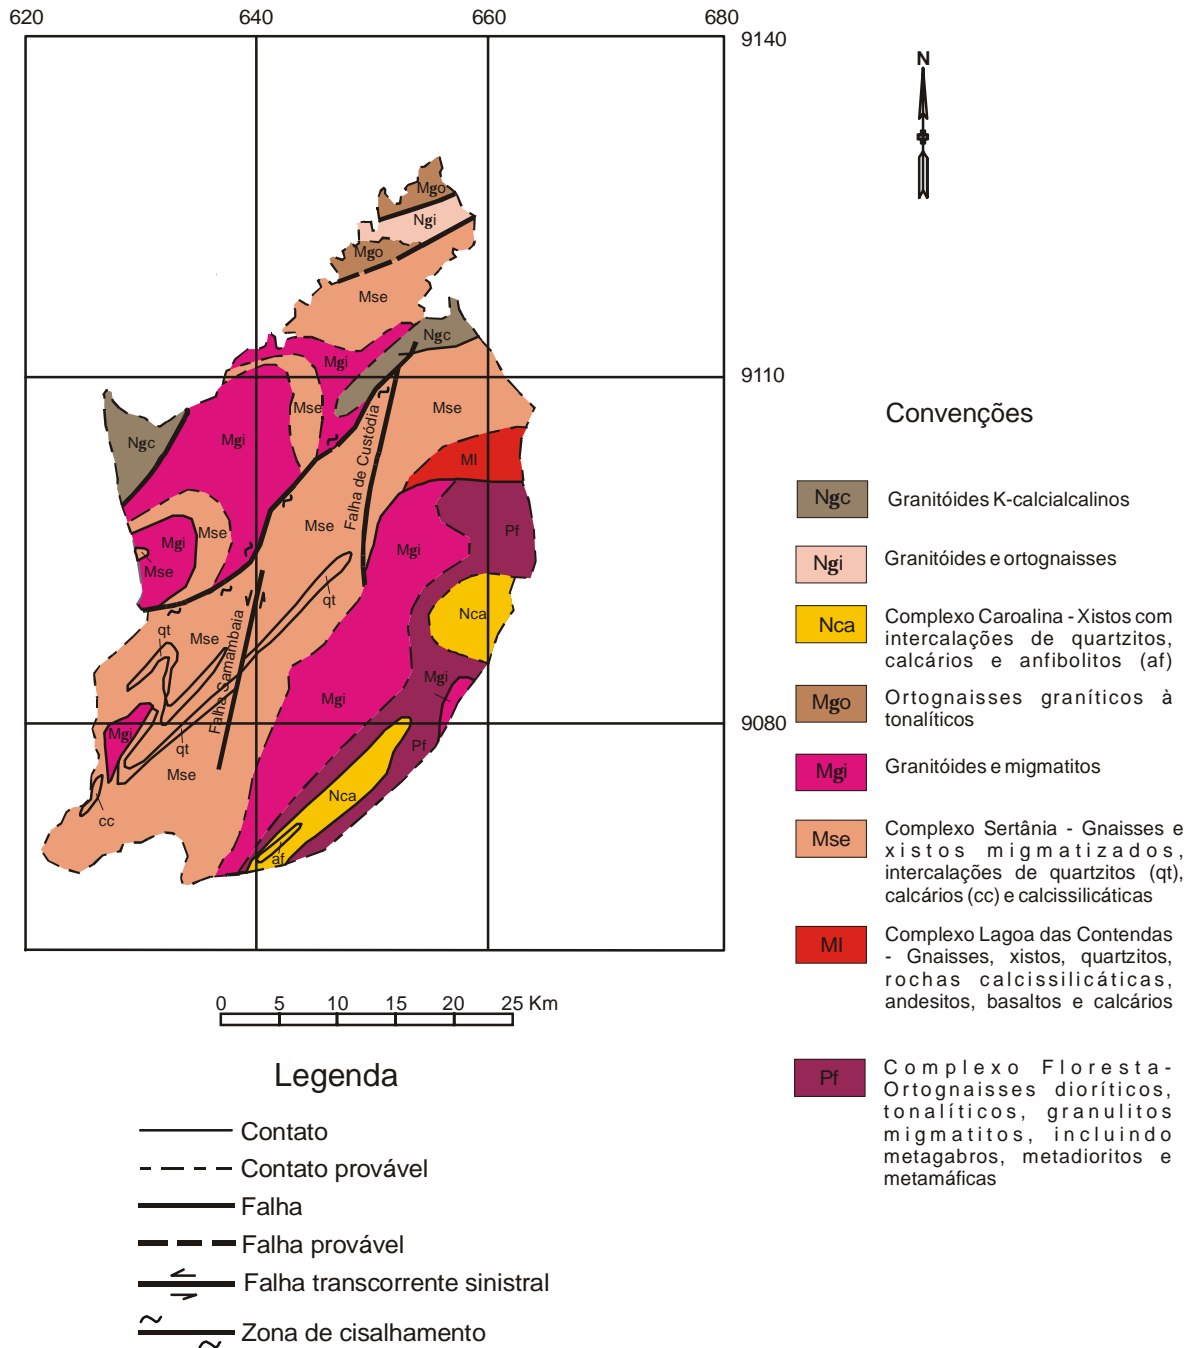 620 640 660 680
9140
N
Mgo
Ngi
Mgo
Mse
Ngc
Mgi
9110
Mse
Mse
Ngc
Mgi
Falha de Custódia
Ml
Mse
Mse
Mgi
Mgi
Pf
Mse
qt
Nca
qt
Mse
Falha Samambaia
Mgi
Mgi
9080
Mgi
qt
Pf
Mse
Nca
cc
af
0 5 10 15 20 25 Km
Legenda
Contato
Contato provável
Falha
Falha provável
Falha transcorrente sinistral
Zona de cisalhamento
Convenções
Ngc Granitóides K-calcialcalinos
Ngi Granitóides e ortognaisses
Nca Complexo Caroalina - Xistos com
intercalações de quartzitos,
calcários e anfibolitos (af)
Mgo Ortognaisses graníticos à
tonalíticos
Mgi Granitóides e migmatitos
Mse Complexo Sertânia - Gnaisses e
xistos migmatizados,
intercalações de quartzitos (qt),
calcários (cc) e calcissilicáticas
Ml Complexo Lagoa das Contendas
- Gnaisses, xistos, quartzitos,
rochas calcissilicáticas,
andesitos, basaltos e calcários
Pf Complexo Floresta-
Ortognaisses dioríticos,
tonalíticos, granulitos
migmatitos, incluindo
metagabros, metadioritos e
metamáficas